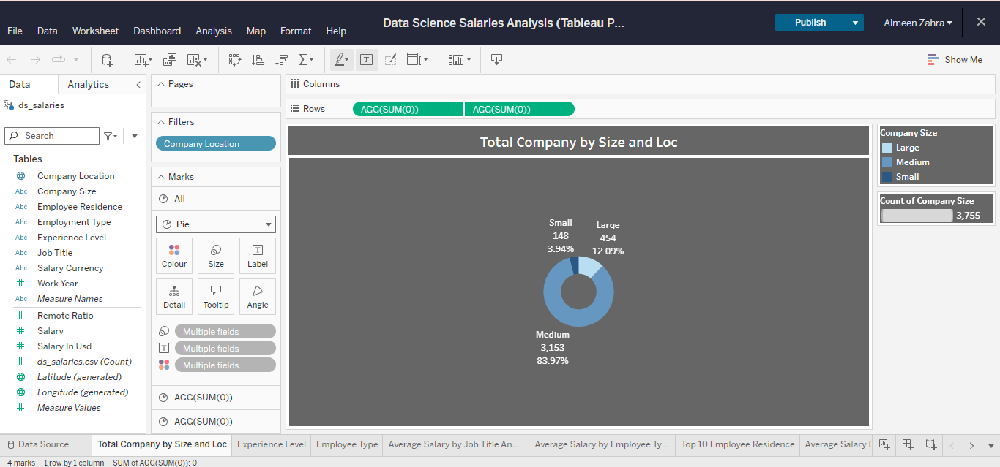 Data Science Salaries Analysis (Tableau P...
Publish
Almeen Zahra
File Data Worksheet Dashboard Analysis Map Format Help
Show Me
Data Analytics
ds_salaries
Search
Tables
Company Location
Abc Company Size
Abc Employee Residence
Abc Employment Type
Abc Experience Level
Abc Job Title
Abc Salary Currency
Work Year
Abc Measure Names
Remote Ratio
Salary
Salary In Usd
ds_salaries.csv (Count)
Latitude (generated)
Longitude (generated)
Measure Values
Pages
Filters
Company Location
Marks
All
Pie
Colour Size Label
Detail Tooltip Angle
Multiple fields
Multiple fields
Multiple fields
AGG(SUM(0))
AGG(SUM(0))
Columns
Rows AGG(SUM(0)) AGG(SUM(0))
Total Company by Size and Loc
Small
148
3.94%
Large
454
12.09%
Medium
3,153
83.97%
Company Size
Large
Medium
Small
Count of Company Size
3,755
Data Source Total Company by Size and Loc Experience Level Employee Type Average Salary by Job Title An... Average Salary by Employee Ty... Top 10 Employee Residence Average Salary E
4 marks 1 row by 1 column SUM of AGG(SUM(0)): 0